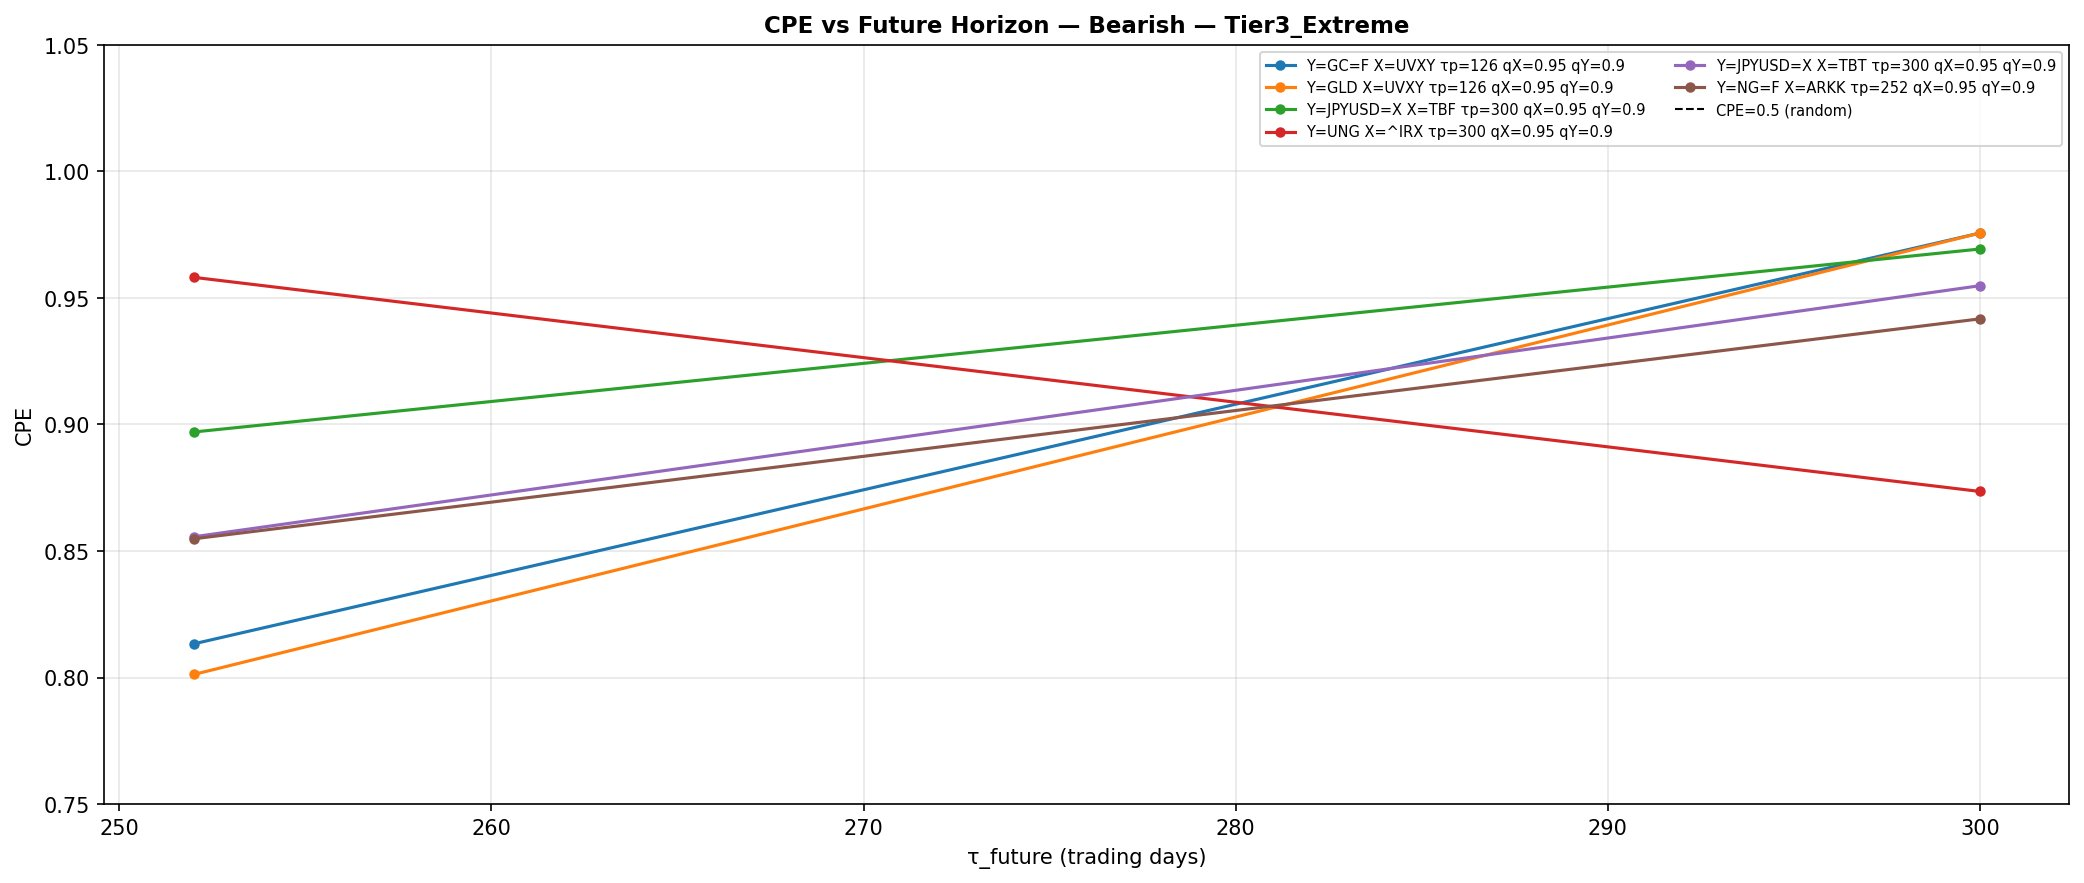 CPE vs Future Horizon — Bearish — Tier3_Extreme
Y=GC=F X=UVXY τp=126 qX=0.95 qY=0.9
Y=GLD X=UVXY τp=126 qX=0.95 qY=0.9
Y=JPYUSD=X X=TBF τp=300 qX=0.95 qY=0.9
Y=UNG X=^IRX τp=300 qX=0.95 qY=0.9
Y=JPYUSD=X X=TBT τp=300 qX=0.95 qY=0.9
Y=NG=F X=ARKK τp=252 qX=0.95 qY=0.9
CPE=0.5 (random)
CPE
1.05
1.00
0.95
0.90
0.85
0.80
0.75
250 260 270 280 290 300
τ_future (trading days)